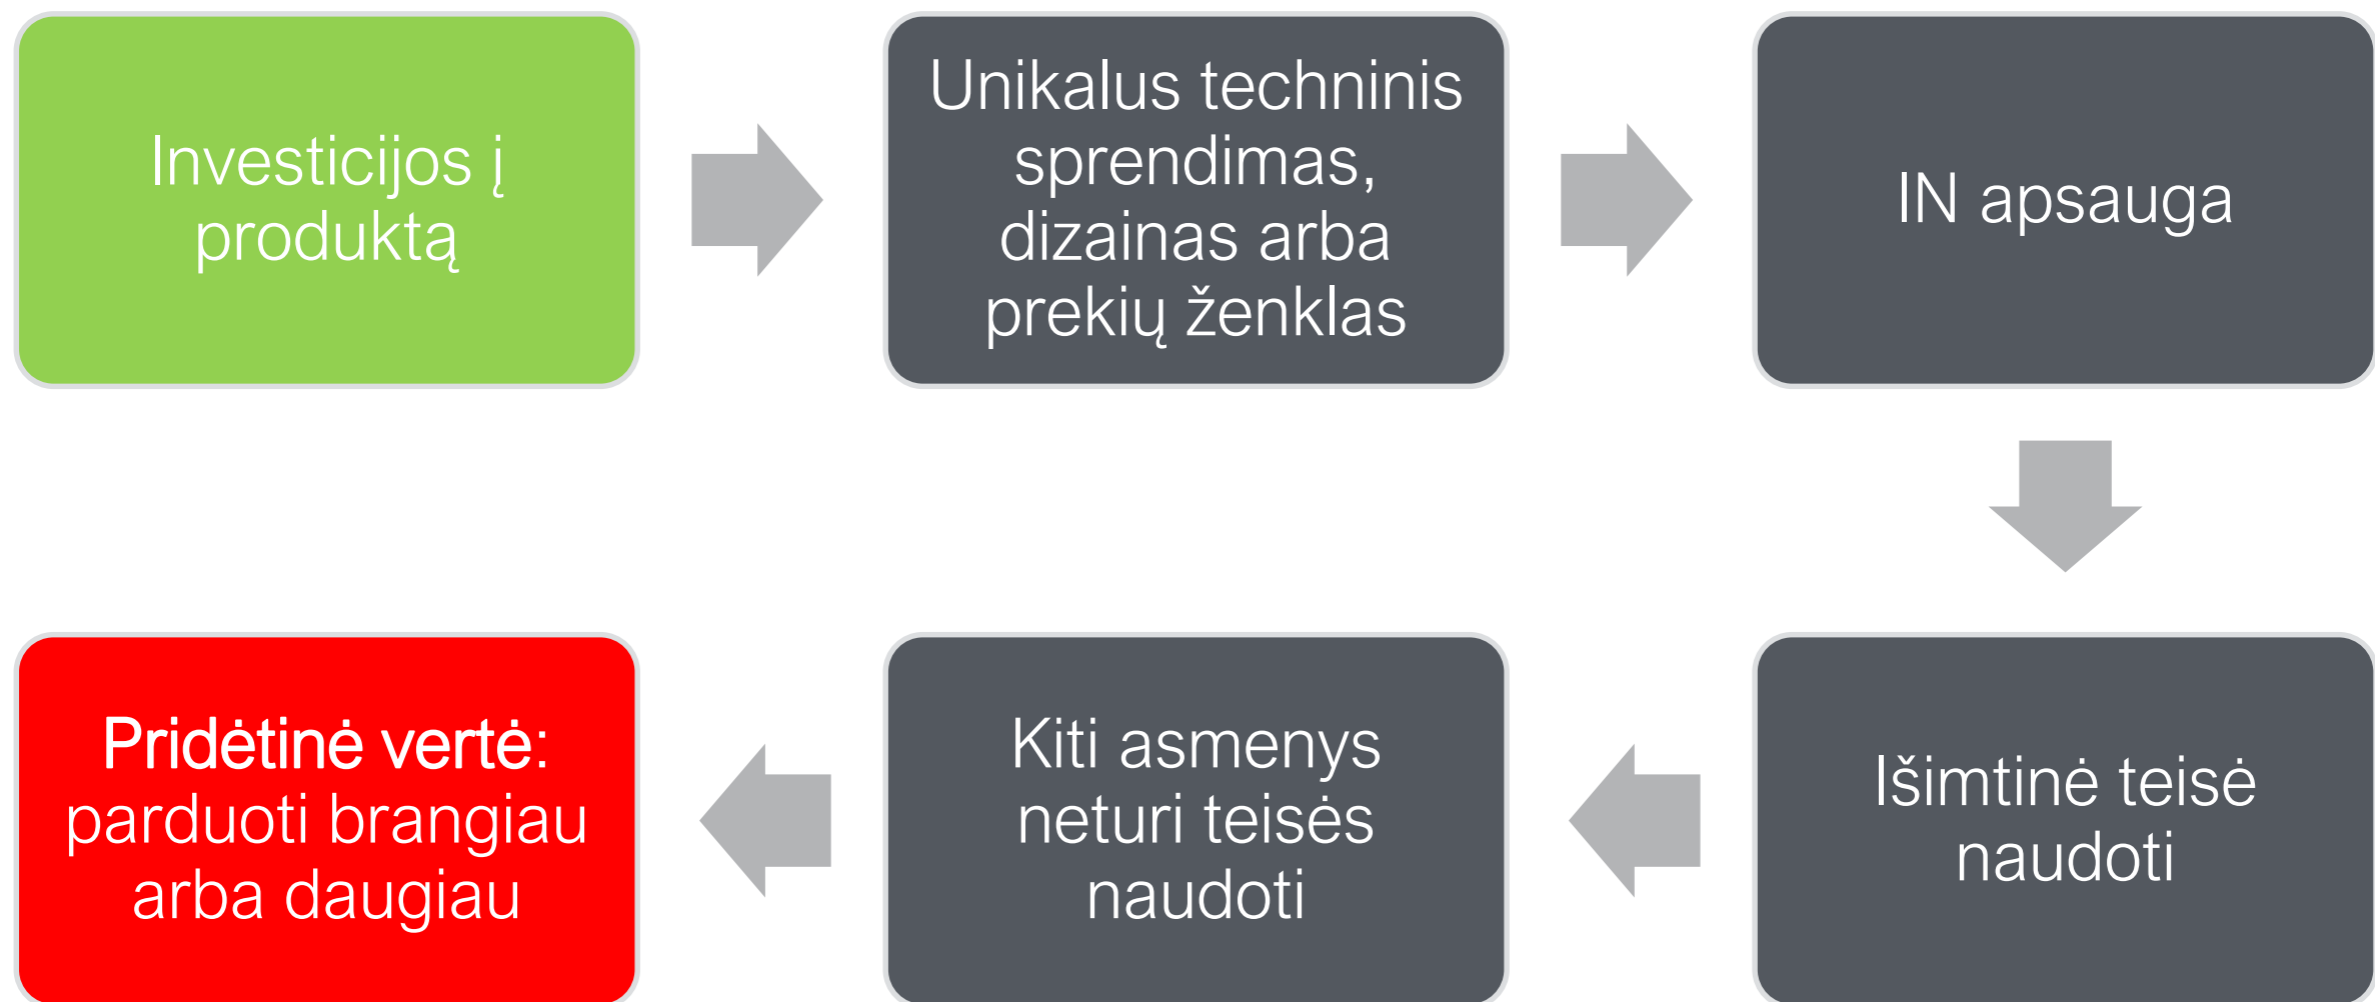 Investicijos į
produktą
Unikalus techninis
sprendimas,
dizainas arba
prekių ženklas
IN apsauga
Išimtinė teisė
naudoti
Kiti asmenys
neturi teisės
naudoti
Pridėtinė vertė:
parduoti brangiau
arba daugiau